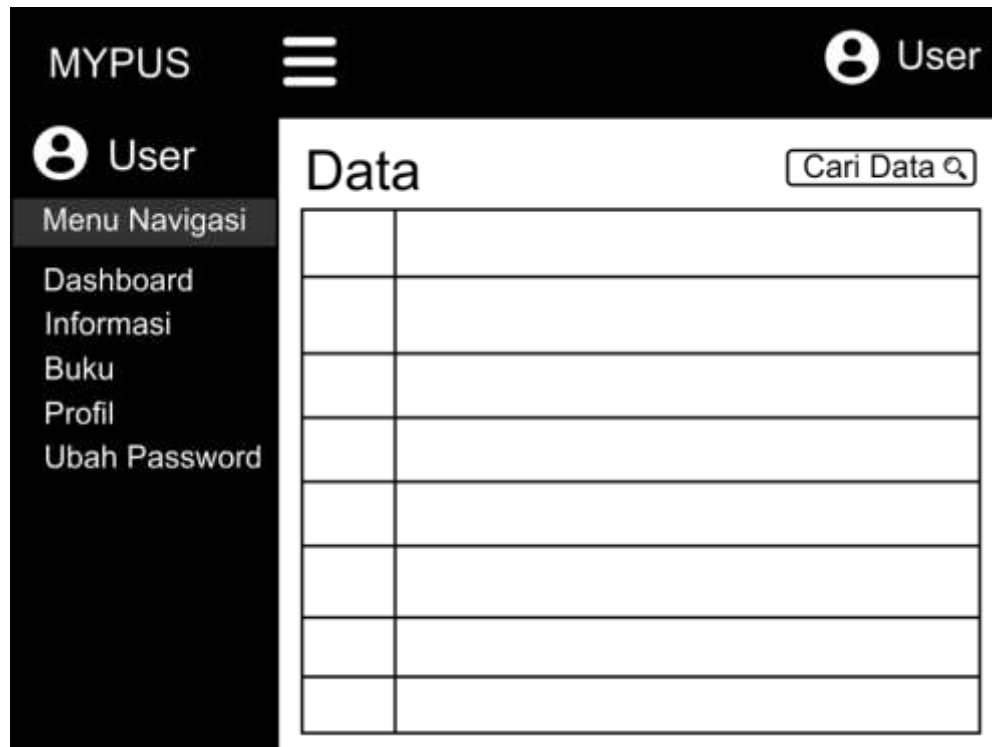 MYPUS
User
User
Menu Navigasi
Dashboard
Informasi
Buku
Profil
Ubah Password
Data
Cari Data